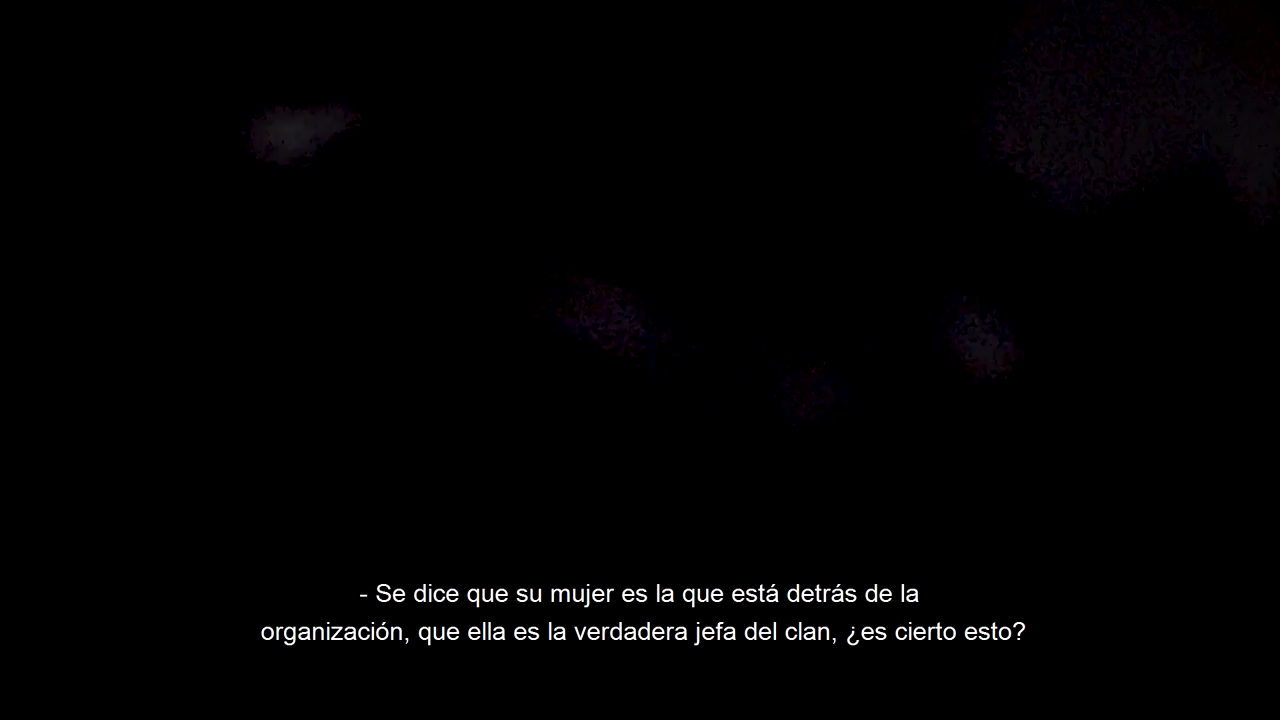 - Se dice que su mujer es la que está detrás de la
organización, que ella es la verdadera jefa del clan, ¿es cierto esto?